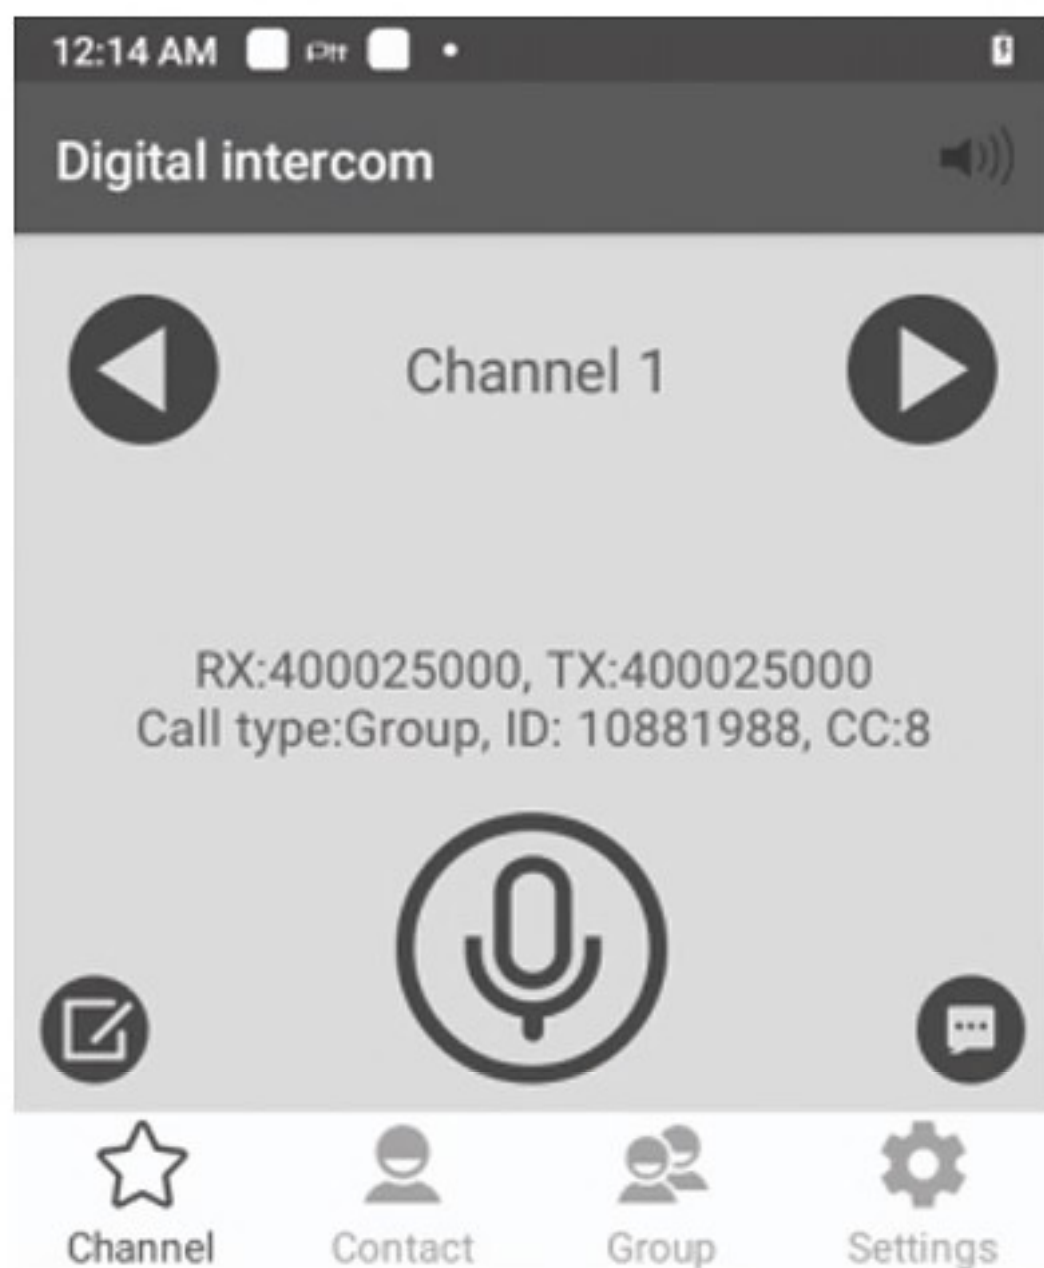 12:14 AM Ptt
Digital intercom
Channel 1
RX:400025000, TX:400025000
Call type:Group, ID: 10881988, CC:8
Channel Contact Group Settings